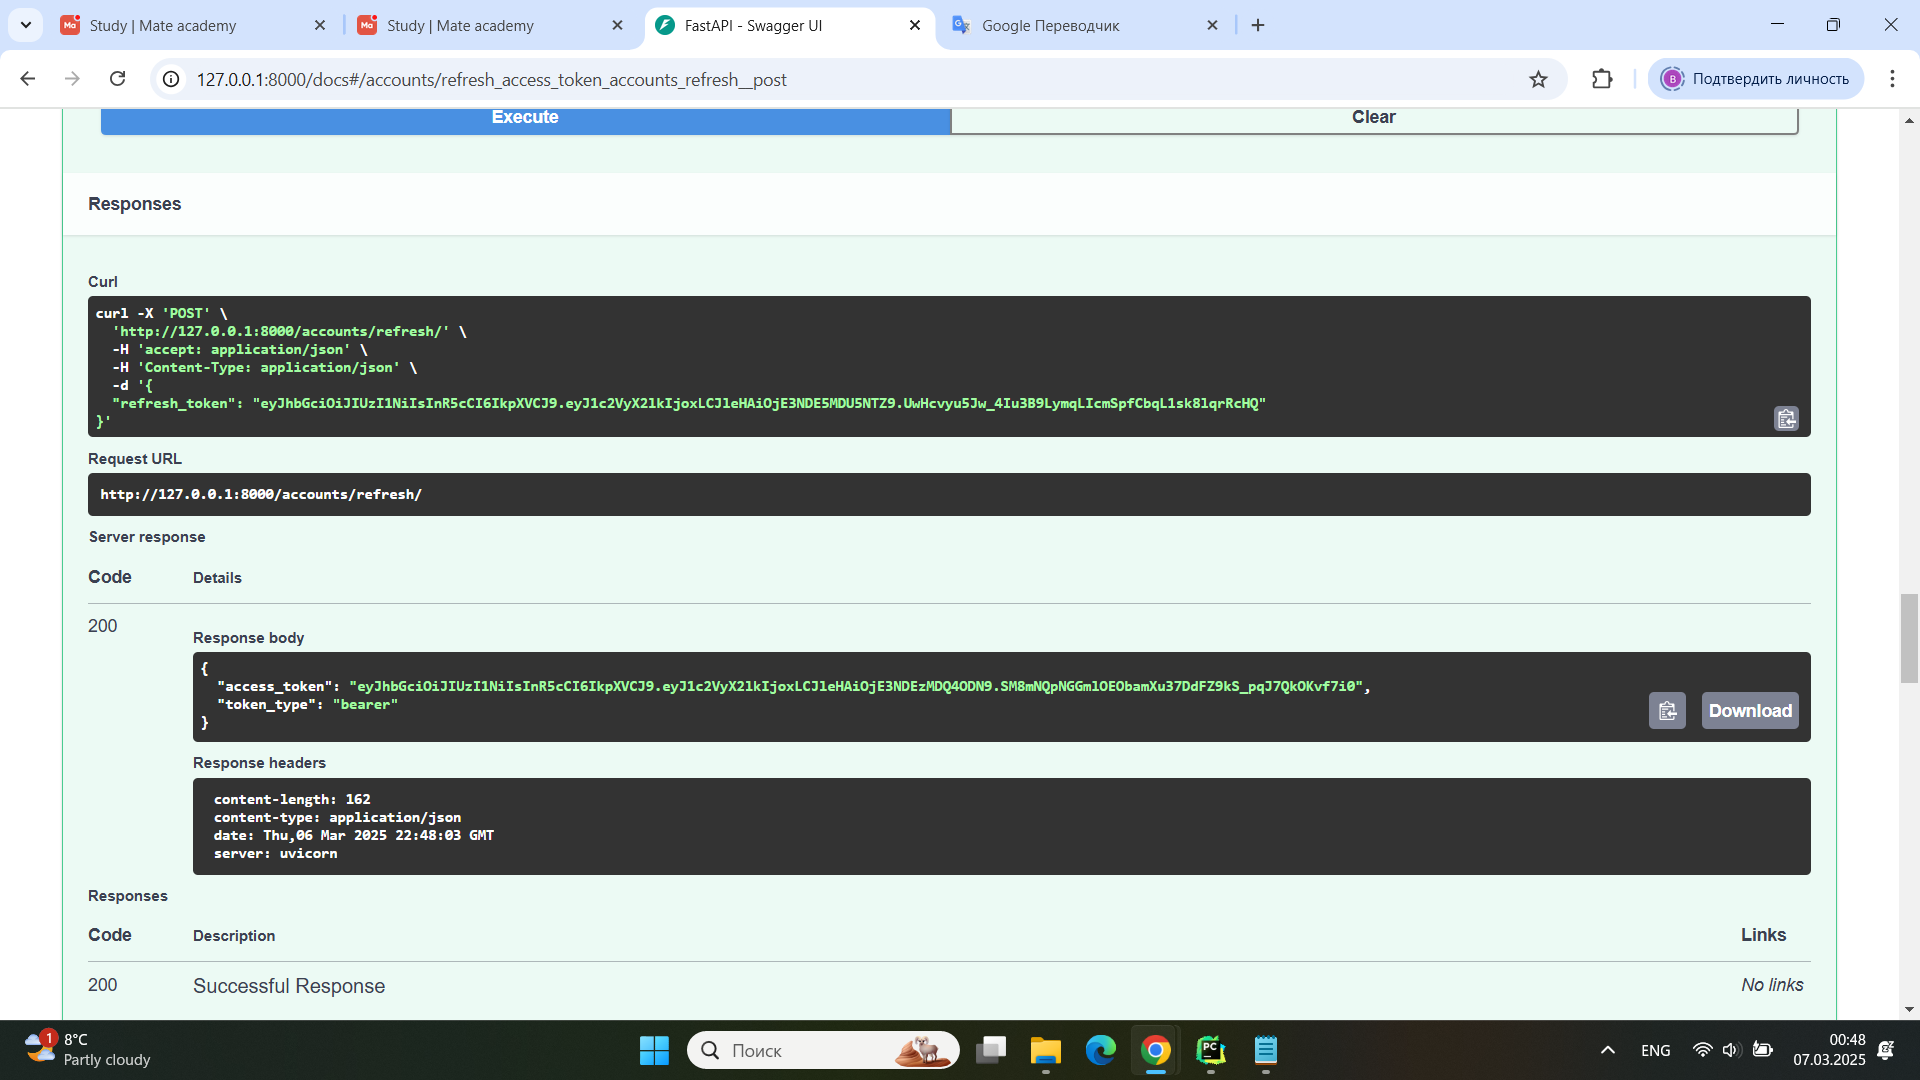 Study | Mate academy
Study | Mate academy
FastAPI - Swagger UI
Google Переводчик
127.0.0.1:8000/docs#/accounts/refresh_access_token_accounts_refresh__post
Подтвердить личность
Execute
Clear
Responses
Curl
curl -X 'POST' \
'http://127.0.0.1:8000/accounts/refresh/' \
-H 'accept: application/json' \
-H 'Content-Type: application/json' \
-d '{
"refresh_token": "eyJhbGciOiJIUzI1NiIsInR5cCI6IkpXVCJ9.eyJ1c2VyX2lkIjoxLCJleHAiOjE3NDE5MDU5NTZ9.UwHcvyu5Jw_4Iu3B9LymqLIcmSpfCbqL1sk8lqrRcHQ"
}'
Request URL
http://127.0.0.1:8000/accounts/refresh/
Server response
Code
Details
200
Response body
{
"access_token": "eyJhbGciOiJIUzI1NiIsInR5cCI6IkpXVCJ9.eyJ1c2VyX2lkIjoxLCJleHAiOjE3NDEzMDQ4ODN9.SM8mNQpNGGmlOEObamXu37DdFZ9kS_pqJ7QkOKvf7i0",
"token_type": "bearer"
}
Download
Response headers
content-length: 162
content-type: application/json
date: Thu,06 Mar 2025 22:48:03 GMT
server: uvicorn
Responses
Code
Description
Links
200
Successful Response
No links
1
8°C
Partly cloudy
Поиск
ENG
00:48
07.03.2025